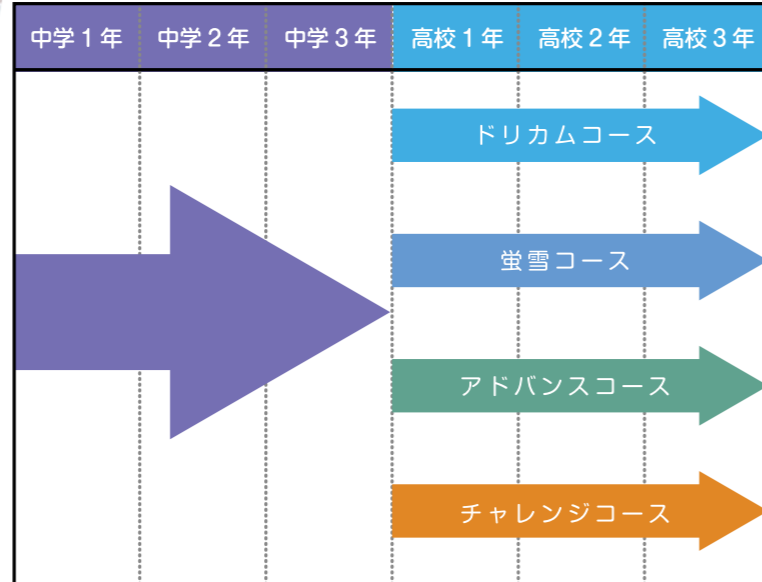 中学1年 中学2年 中学3年 高校1年 高校2年 高校3年
ドリカムコース
蛍雪コース
アドバンスコース
チャレンジコース